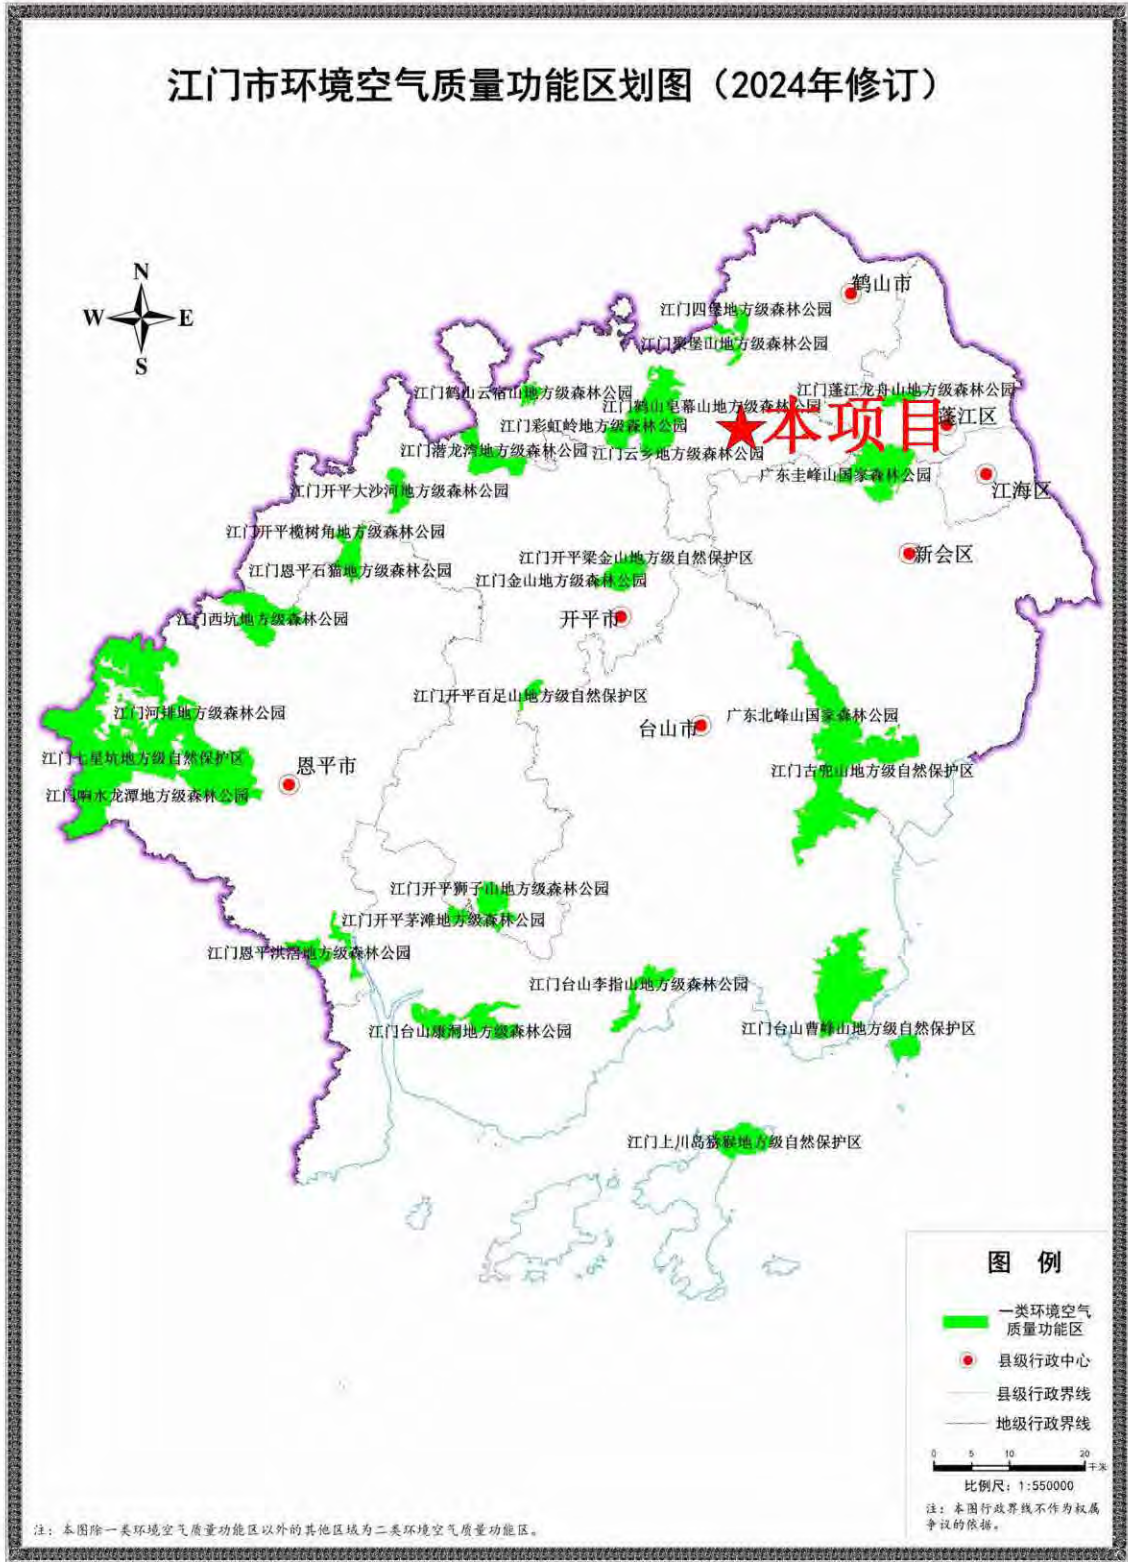 江门市环境空气质量功能区划图（2024年修订）
N
W
E
S
鹤山市
江门四堡地方级森林公园
江门聚堡山地方级森林公园
江门鹤山云宿山地方级森林公园
江门蓬江龙舟山地方级森林公园
江门鹤山皂幕山地方级森林公园
本项目
蓬江区
江门彩虹岭地方级森林公园
江门潜龙湾地方级森林公园
江门云乡地方级森林公园
广东圭峰山国家森林公园
江海区
江门开平大沙河地方级森林公园
江门开平榄树角地方级森林公园
江门恩平石猫地方级森林公园
江门开平梁金山地方级自然保护区
新会区
江门金山地方级森林公园
开平市
江门西坑地方级森林公园
江门开平百足山地方级自然保护区
江门河排地方级森林公园
台山市
广东北峰山国家森林公园
江门七星坑地方级自然保护区
恩平市
江门古兜山地方级自然保护区
江门响水龙潭地方级森林公园
江门开平狮子山地方级森林公园
江门开平茅滩地方级森林公园
江门恩平洪滘地方级森林公园
江门台山李指山地方级森林公园
江门台山康洞地方级森林公园
江门台山曹峰山地方级自然保护区
江门上川岛猕猴地方级自然保护区
图 例
一类环境空气
质量功能区
县级行政中心
县级行政界线
地级行政界线
0 5 10 20
千米
比例尺：1:550000
注：本图行政界线不作为权属
争议的依据。
注：本图除一类环境空气质量功能区以外的其他区域为二类环境空气质量功能区。